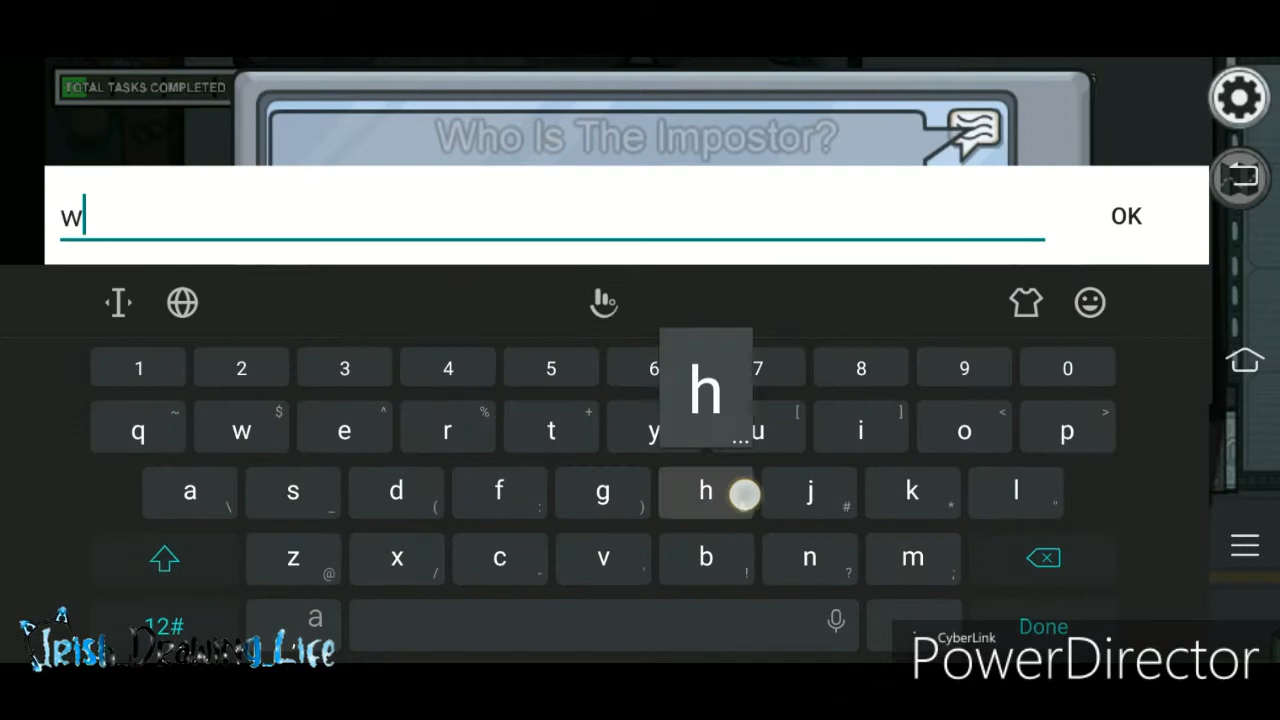 TOTAL TASKS COMPLETED
Who Is The Impostor?
w
OK
h
1 2 3 4 5 6 7 8 9 0
~ $ ^ % + ... [ ] < >
q w e r t y u i o p
a s d f g h j k l
\ _ ( : ) # * "
z x c v b n m
@ / - ' ! ? ;
12# a Done
Irish_Drawing_Life
CyberLink
PowerDirector